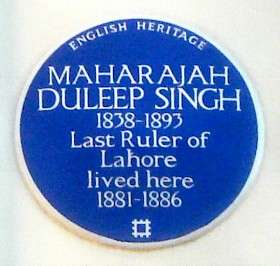 ENGLISH HERITAGE
MAHARAJAH
DULEEP SINGH
1838-1893
Last Ruler of
Lahore
lived here
1881-1886